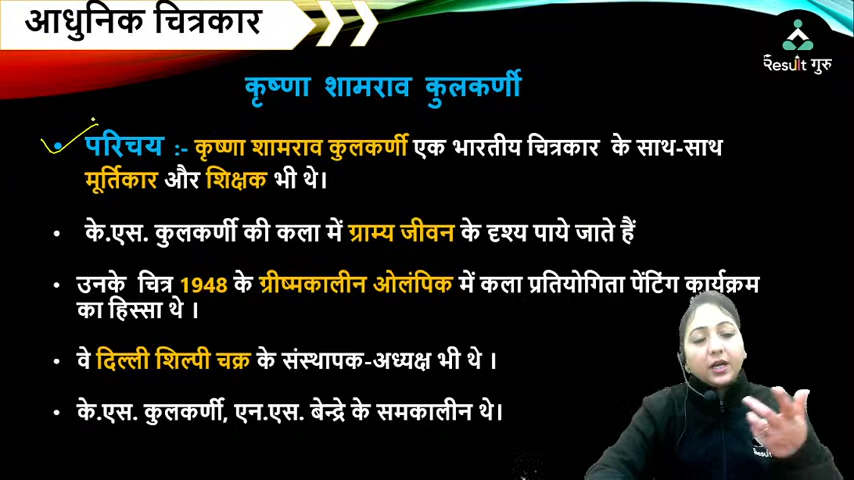 आधुनिक चित्रकार
Result गुरु
कृष्णा शामराव कुलकर्णी
• परिचय :- कृष्णा शामराव कुलकर्णी एक भारतीय चित्रकार के साथ-साथ
मूर्तिकार और शिक्षक भी थे।
• के.एस. कुलकर्णी की कला में ग्राम्य जीवन के दृश्य पाये जाते हैं
• उनके चित्र 1948 के ग्रीष्मकालीन ओलंपिक में कला प्रतियोगिता पेंटिंग कार्यक्रम
का हिस्सा थे ।
• वे दिल्ली शिल्पी चक्र के संस्थापक-अध्यक्ष भी थे ।
• के.एस. कुलकर्णी, एन.एस. बेन्द्रे के समकालीन थे।
Result